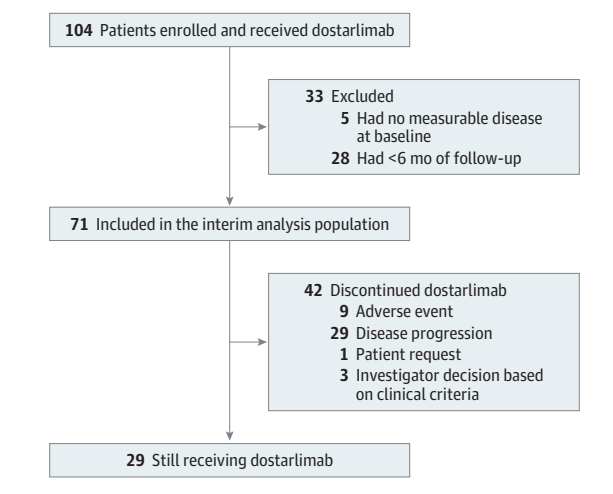 104 Patients enrolled and received dostarlimab
33 Excluded
5 Had no measurable disease
at baseline
28 Had <6 mo of follow-up
71 Included in the interim analysis population
42 Discontinued dostarlimab
9 Adverse event
29 Disease progression
1 Patient request
3 Investigator decision based
on clinical criteria
29 Still receiving dostarlimab